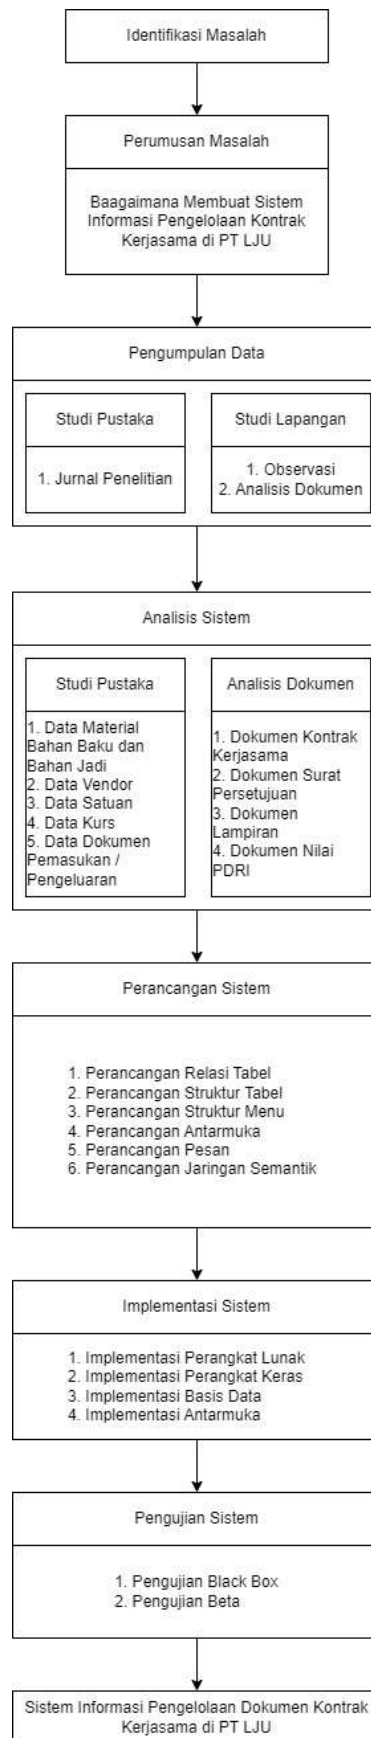 Identifikasi Masalah
Perumusan Masalah
Baagaimana Membuat Sistem
Informasi Pengelolaan Kontrak
Kerjasama di PT LJU
Pengumpulan Data
Studi Pustaka
1. Jurnal Penelitian
Studi Lapangan
1. Observasi
2. Analisis Dokumen
Analisis Sistem
Studi Pustaka
1. Data Material
Bahan Baku dan
Bahan Jadi
2. Data Vendor
3. Data Satuan
4. Data Kurs
5. Data Dokumen
Pemasukan /
Pengeluaran
Analisis Dokumen
1. Dokumen Kontrak
Kerjasama
2. Dokumen Surat
Persetujuan
3. Dokumen
Lampiran
4. Dokumen Nilai
PDRI
Perancangan Sistem
1. Perancangan Relasi Tabel
2. Perancangan Struktur Tabel
3. Perancangan Struktur Menu
4. Perancangan Antarmuka
5. Perancangan Pesan
6. Perancangan Jaringan Semantik
Implementasi Sistem
1. Implementasi Perangkat Lunak
2. Implementasi Perangkat Keras
3. Implementasi Basis Data
4. Implementasi Antarmuka
Pengujian Sistem
1. Pengujian Black Box
2. Pengujian Beta
Sistem Informasi Pengelolaan Dokumen Kontrak
Kerjasama di PT LJU